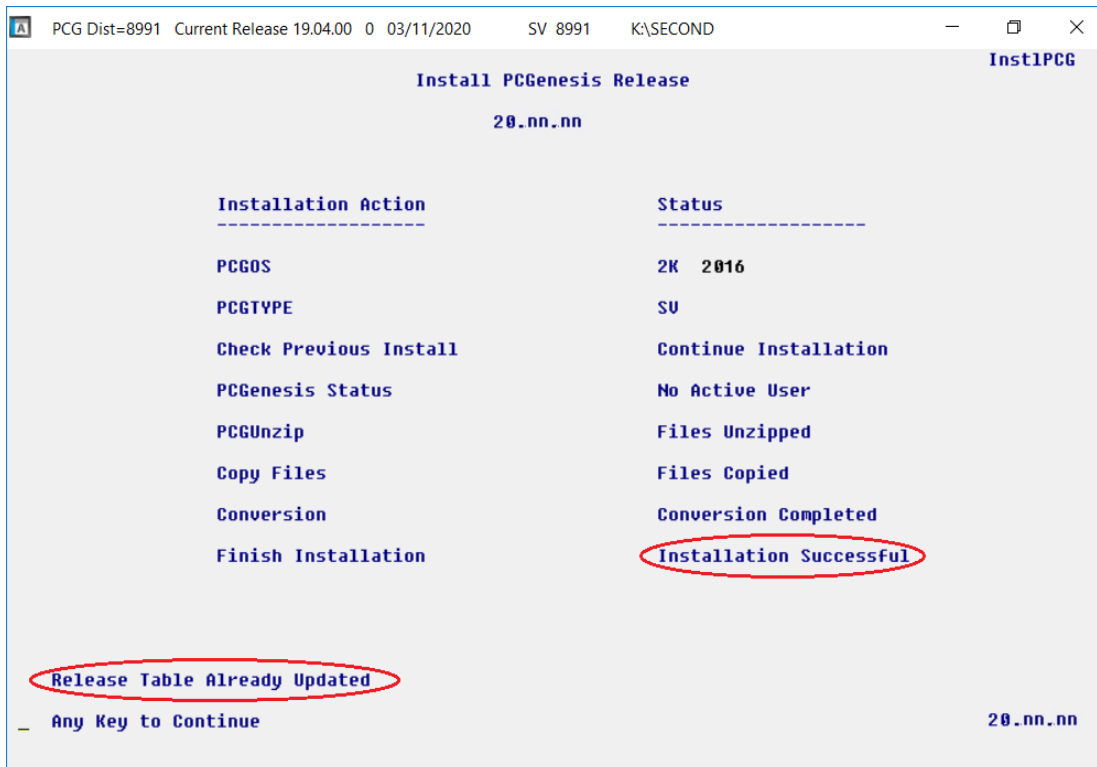 PCG Dist=8991 Current Release 19.04.00 0 03/11/2020 SV 8991 K:\SECOND
InstlPCG
Install PCGenesis Release
20.nn.nn
Installation Action Status
------------------- -------------------
PCGOS 2K 2016
PCGTYPE SV
Check Previous Install Continue Installation
PCGenesis Status No Active User
PCGUnzip Files Unzipped
Copy Files Files Copied
Conversion Conversion Completed
Finish Installation Installation Successful
Release Table Already Updated
_ Any Key to Continue 20.nn.nn